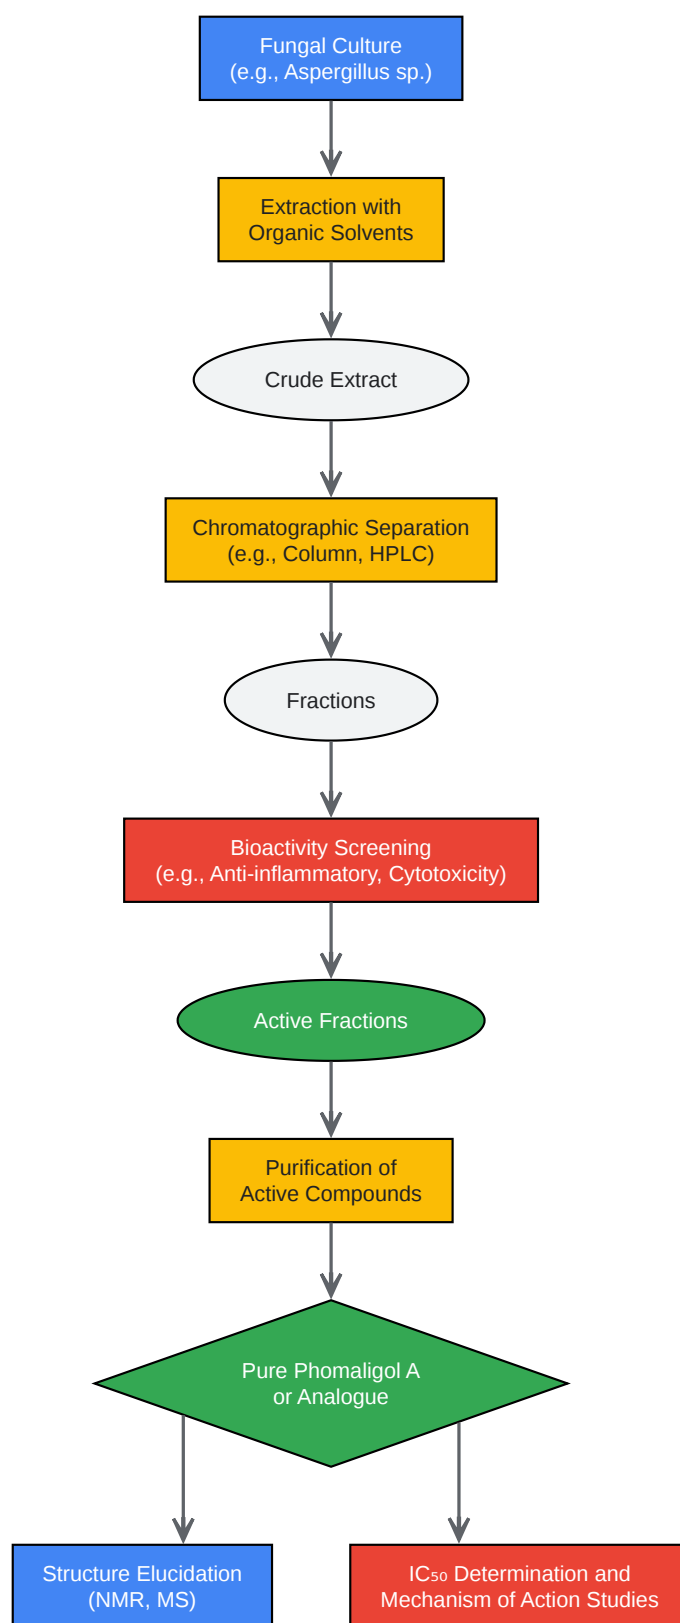 Fungal Culture
(e.g., Aspergillus sp.)
Extraction with
Organic Solvents
Crude Extract
Chromatographic Separation
(e.g., Column, HPLC)
Fractions
Bioactivity Screening
(e.g., Anti-inflammatory, Cytotoxicity)
Active Fractions
Purification of
Active Compounds
Pure Phomaligol A
or Analogue
Structure Elucidation
(NMR, MS)
IC₅₀ Determination and
Mechanism of Action Studies